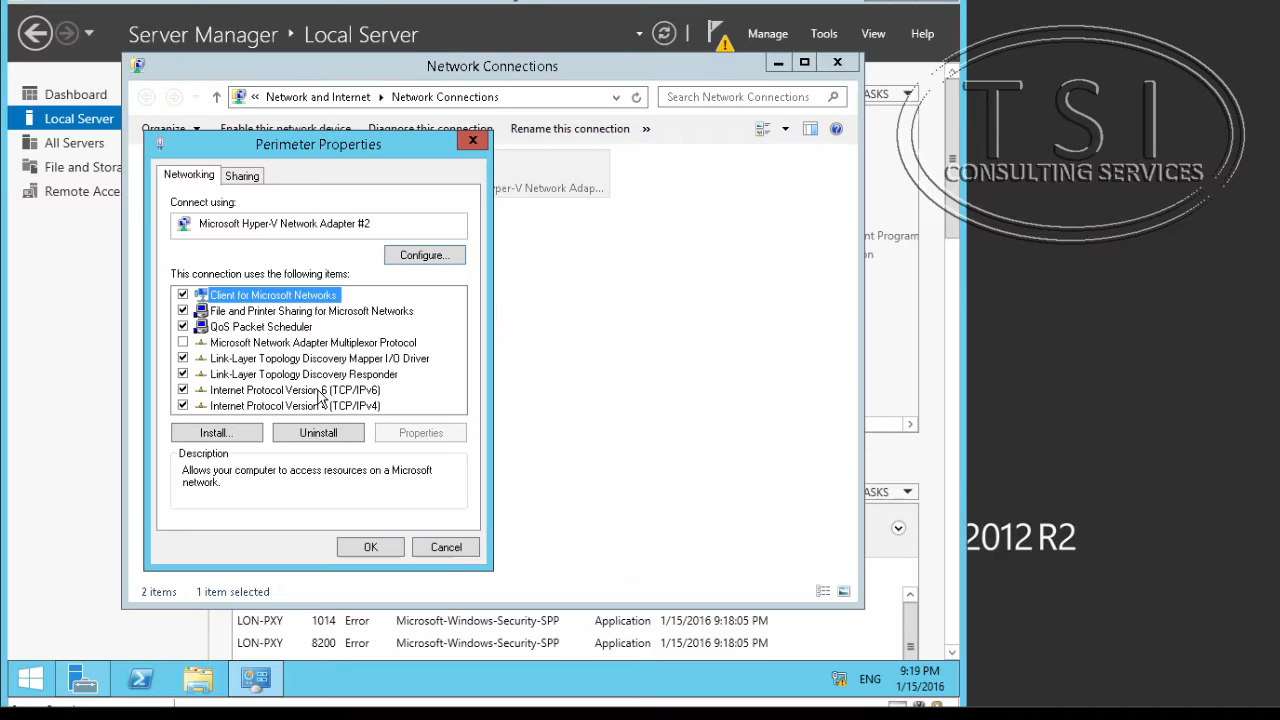 Server Manager • Local Server
Manage
Tools
View
Help
Dashboard
Local Server
All Servers
File and Stora
Remote Acce
Network Connections
Network and Internet
Network Connections
Search Network Connections
Organize
Enable this network device
Diagnose this connection
Rename this connection
»
yper-V Network Adap...
Perimeter Properties
Networking
Sharing
Connect using:
Microsoft Hyper-V Network Adapter #2
Configure...
This connection uses the following items:
Client for Microsoft Networks
File and Printer Sharing for Microsoft Networks
QoS Packet Scheduler
Microsoft Network Adapter Multiplexor Protocol
Link-Layer Topology Discovery Mapper I/O Driver
Link-Layer Topology Discovery Responder
Internet Protocol Version 6 (TCP/IPv6)
Internet Protocol Version 4 (TCP/IPv4)
Install...
Uninstall
Properties
Description
Allows your computer to access resources on a Microsoft
network.
OK
Cancel
2 items
1 item selected
ASKS
ent Program
on
ASKS
LON-PXY 1014 Error Microsoft-Windows-Security-SPP Application 1/15/2016 9:18:05 PM
LON-PXY 8200 Error Microsoft-Windows-Security-SPP Application 1/15/2016 9:18:05 PM
ENG
9:19 PM
1/15/2016
TSI
CONSULTING SERVICES
2012 R2